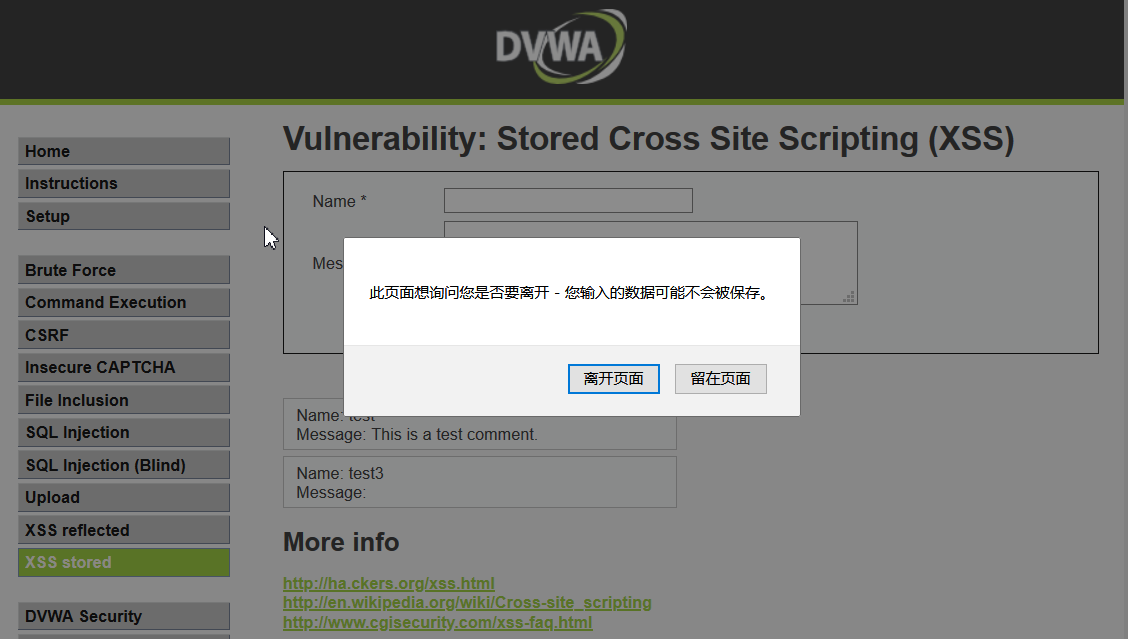 DVWA
Vulnerability: Stored Cross Site Scripting (XSS)
Home
Instructions
Setup
Brute Force
Command Execution
CSRF
Insecure CAPTCHA
File Inclusion
SQL Injection
SQL Injection (Blind)
Upload
XSS reflected
XSS stored
DVWA Security
Name *
Mes
此页面想询问您是否要离开 - 您输入的数据可能不会被保存。
离开页面 留在页面
Name: test
Message: This is a test comment.
Name: test3
Message:
More info
http://ha.ckers.org/xss.html
http://en.wikipedia.org/wiki/Cross-site_scripting
http://www.cgisecurity.com/xss-faq.html